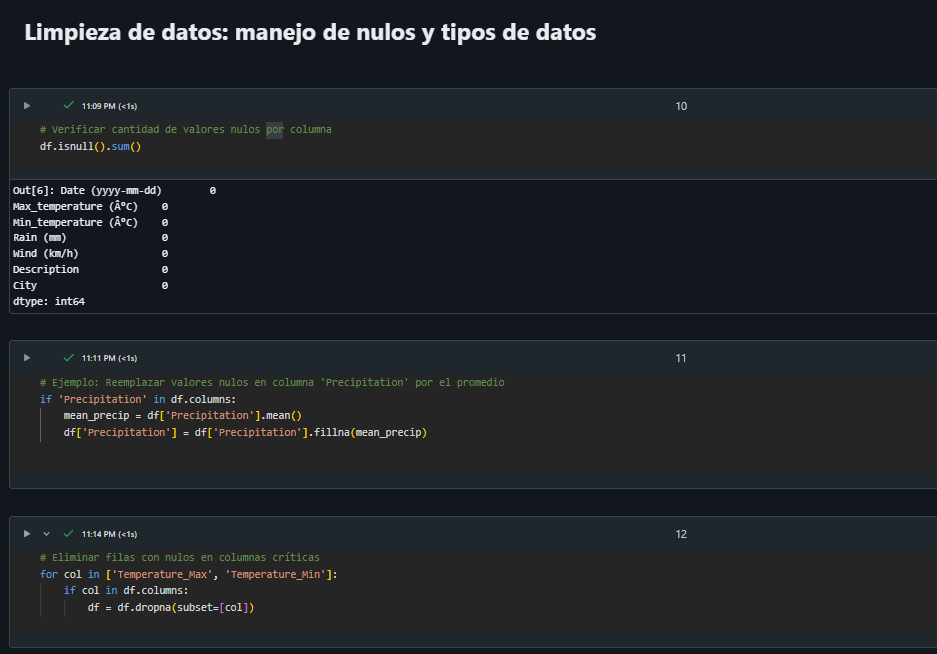 Limpieza de datos: manejo de nulos y tipos de datos
11:09 PM (<1s)
10
# Verificar cantidad de valores nulos por columna
df.isnull().sum()
Out[6]: Date (yyyy-mm-dd) 0
Max_temperature (ÂºC) 0
Min_temperature (ÂºC) 0
Rain (mm) 0
Wind (km/h) 0
Description 0
City 0
dtype: int64
11:11 PM (<1s)
11
# Ejemplo: Reemplazar valores nulos en columna 'Precipitation' por el promedio
if 'Precipitation' in df.columns:
    mean_precip = df['Precipitation'].mean()
    df['Precipitation'] = df['Precipitation'].fillna(mean_precip)
11:14 PM (<1s)
12
# Eliminar filas con nulos en columnas críticas
for col in ['Temperature_Max', 'Temperature_Min']:
    if col in df.columns:
        df = df.dropna(subset=[col])